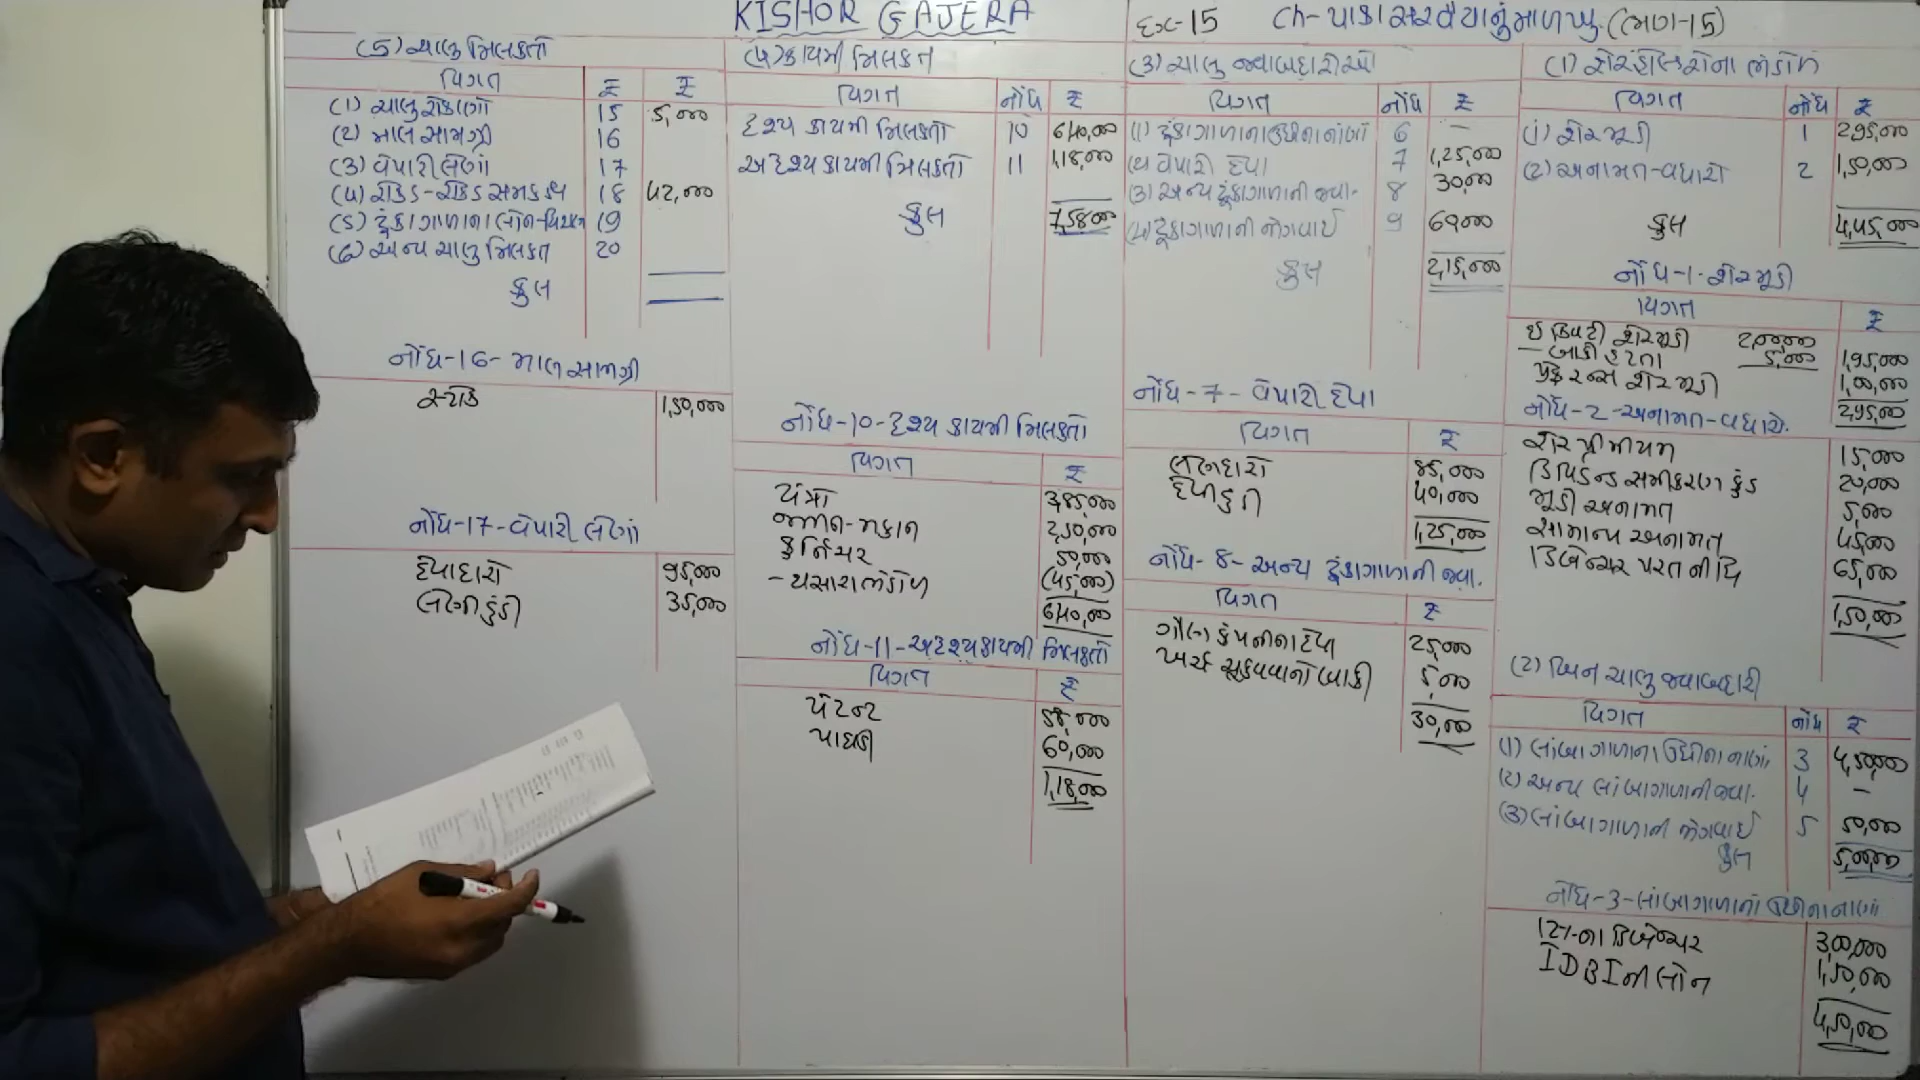 KISHOR GAJERA
Ex-15 Ch- પાકા સરવૈયાનું માળખુ. (ભાગ-15)
(5) ચાલુ મિલકતો
વિગત ₹ ₹
(1) ચાલુ રોકાણો 15 5,000
(2) માલ સામગ્રી 16
(3) વેપારી લેણાં 17
(4) રોકડ-રોકડ સમકક્ષ 18 42,000
(5) ટૂંકાગાળાના લોન-ધિરાણ 19
(6) અન્ય ચાલુ મિલકત 20
કુલ
નોંધ-16- માલ સામગ્રી
સ્ટોક 1,50,000
નોંધ-17- વેપારી લેણાં
દેવાદારો 95,000
લેણીહુંડી 35,000
(4) કાયમી મિલકત
વિગત નોંધ ₹
દૃશ્ય કાયમી મિલકતો 10 640,000
અદૃશ્ય કાયમી મિલકતો 11 1,18,000
કુલ 7,58,000
નોંધ-10-દૃશ્ય કાયમી મિલકતો
વિગત ₹
યંત્રો 3,85,000
જમીન-મકાન 2,50,000
ફર્નિચર 50,000
- ઘસારા ભંડોળ (45,000)
640,000
નોંધ-11-અદૃશ્ય કાયમી મિલકતો
વિગત ₹
પેટન્ટ 58,000
પાઘડી 60,000
1,18,000
(3) ચાલુ જવાબદારીઓ
વિગત નોંધ ₹
(1) ટૂંકાગાળાના ઉછીના નાણાં 6 -
(2) વેપારી દેવા 7 1,25,000
(3) અન્ય ટૂંકાગાળાની જવા. 8 30,000
(4) ટૂંકાગાળાની જોગવાઈ 9 60,000
કુલ 2,15,000
નોંધ-7- વેપારી દેવા
વિગત ₹
લેણદારો 85,000
દેવીહુંડી 40,000
1,25,000
નોંધ-8- અન્ય ટૂંકાગાળાની જવા.
વિગત ₹
ગૌણ કંપનીના દેવા 25,000
ખર્ચ ચૂકવવાનો બાકી 5,000
30,000
(1) શેરહોલ્ડરોના ભંડોળ
વિગત નોંધ ₹
(1) શેરમૂડી 1 295,000
(2) અનામત-વધારો 2 1,50,000
કુલ 4,45,000
નોંધ-1-શેરમૂડી
વિગત ₹
ઈક્વિટી શેરમૂડી 2,00,000
- બાકી હપ્તા 5,000 1,95,000
પ્રેફરન્સ શેરમૂડી 1,00,000
2,95,000
નોંધ-2-અનામત-વધારો.
શેર પ્રીમીયમ 15,000
ડિવિડન્ડ સમીકરણ ફંડ 20,000
મૂડી અનામત 5,000
સામાન્ય અનામત 45,000
ડિબેન્ચર પરત નીધિ 65,000
1,50,000
(2) બિન ચાલુ જવાબદારી
વિગત નોંધ ₹
(1) લાંબાગાળાના ઉછીના નાણાં 3 4,50,000
(2) અન્ય લાંબાગાળાની જવા. 4 -
(3) લાંબાગાળાની જોગવાઈ 5 50,000
કુલ 5,00,000
નોંધ-3-લાંબાગાળાના ઉછીના નાણાં
12%ના ડિબેન્ચર 3,00,000
IDBIની લોન 1,50,000
4,50,000